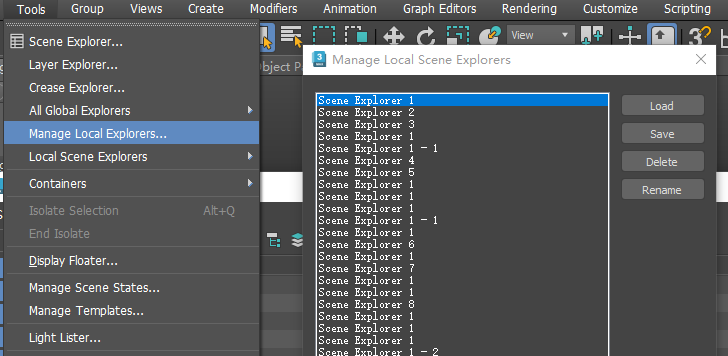 Tools Group Views Create Modifiers Animation Graph Editors Rendering Customize Scripting
Scene Explorer...
Layer Explorer...
Crease Explorer...
All Global Explorers
Manage Local Explorers...
Local Scene Explorers
Containers
Isolate Selection Alt+Q
End Isolate
Display Floater...
Manage Scene States...
Manage Templates...
Light Lister...
View
Object Pa
3
Manage Local Scene Explorers
Scene Explorer 1
Scene Explorer 2
Scene Explorer 3
Scene Explorer 1
Scene Explorer 1 - 1
Scene Explorer 4
Scene Explorer 5
Scene Explorer 1
Scene Explorer 1
Scene Explorer 1
Scene Explorer 1 - 1
Scene Explorer 1
Scene Explorer 6
Scene Explorer 1
Scene Explorer 7
Scene Explorer 1
Scene Explorer 1
Scene Explorer 8
Scene Explorer 1
Scene Explorer 1
Scene Explorer 1
Scene Explorer 1 - 2
Load
Save
Delete
Rename